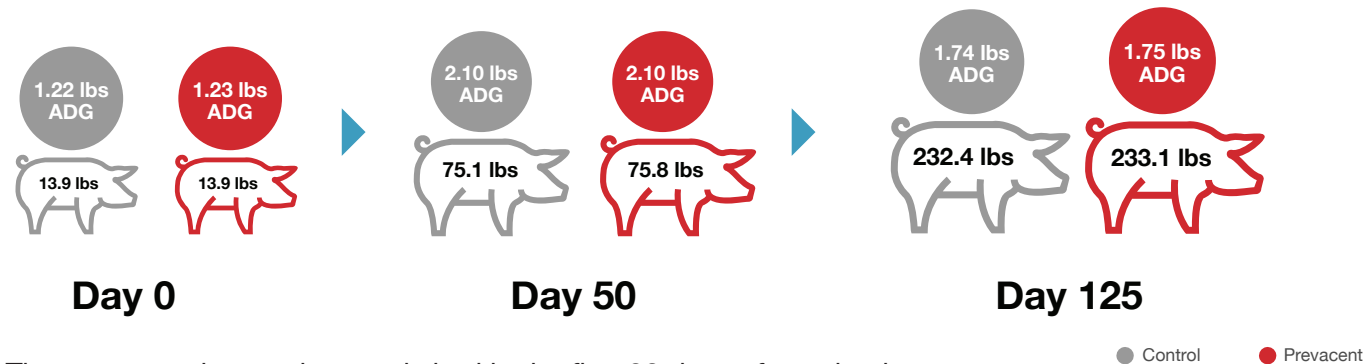 1.22 lbs
ADG
1.23 lbs
ADG
13.9 lbs
13.9 lbs
Day 0
2.10 lbs
ADG
2.10 lbs
ADG
75.1 lbs
75.8 lbs
Day 50
1.74 lbs
ADG
1.75 lbs
ADG
232.4 lbs
233.1 lbs
Day 125
Control
Prevacent